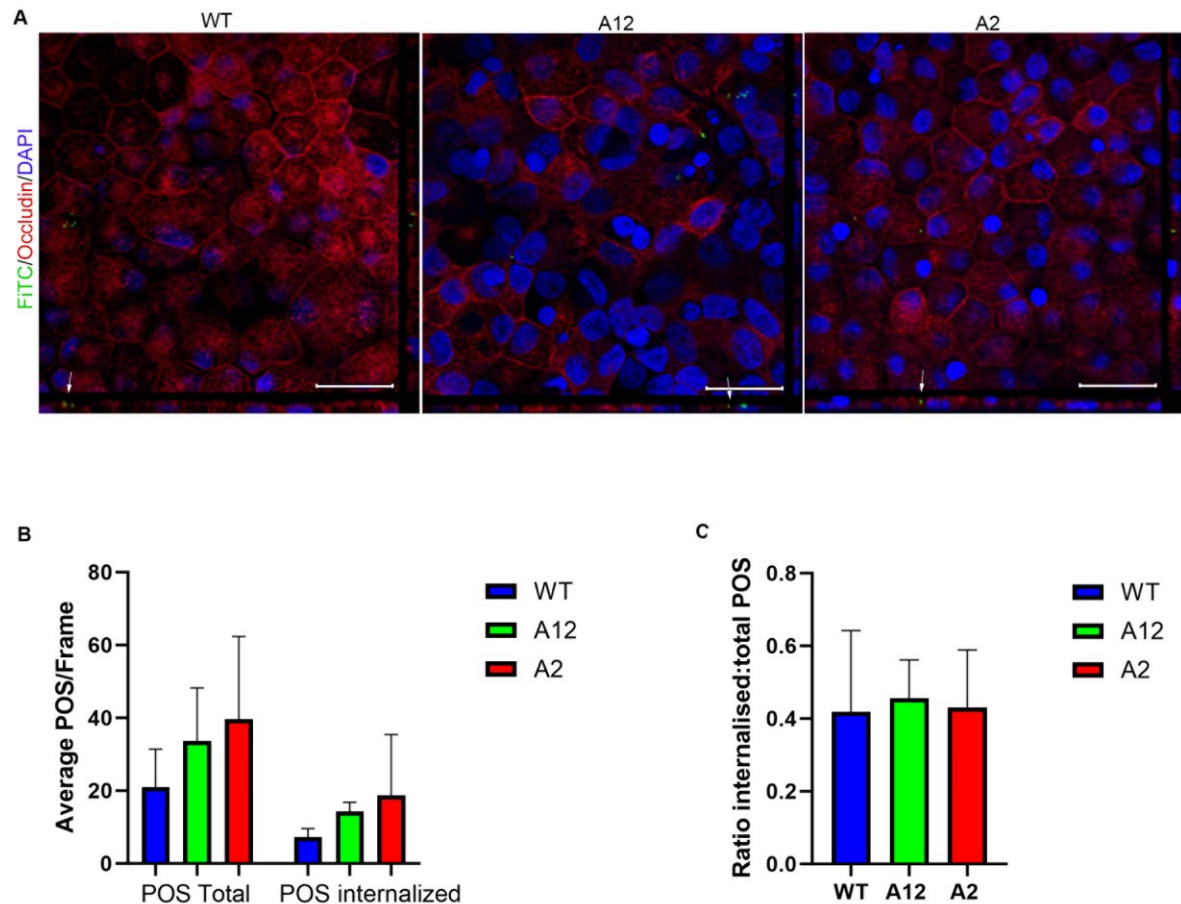 A
WT
A12
A2
FiTC/Occludin/DAPI
B
Average POS/Frame
80
60
40
20
0
POS Total
POS internalized
WT
A12
A2
C
Ratio internalised:total POS
0.8
0.6
0.4
0.2
0.0
WT
A12
A2
WT
A12
A2